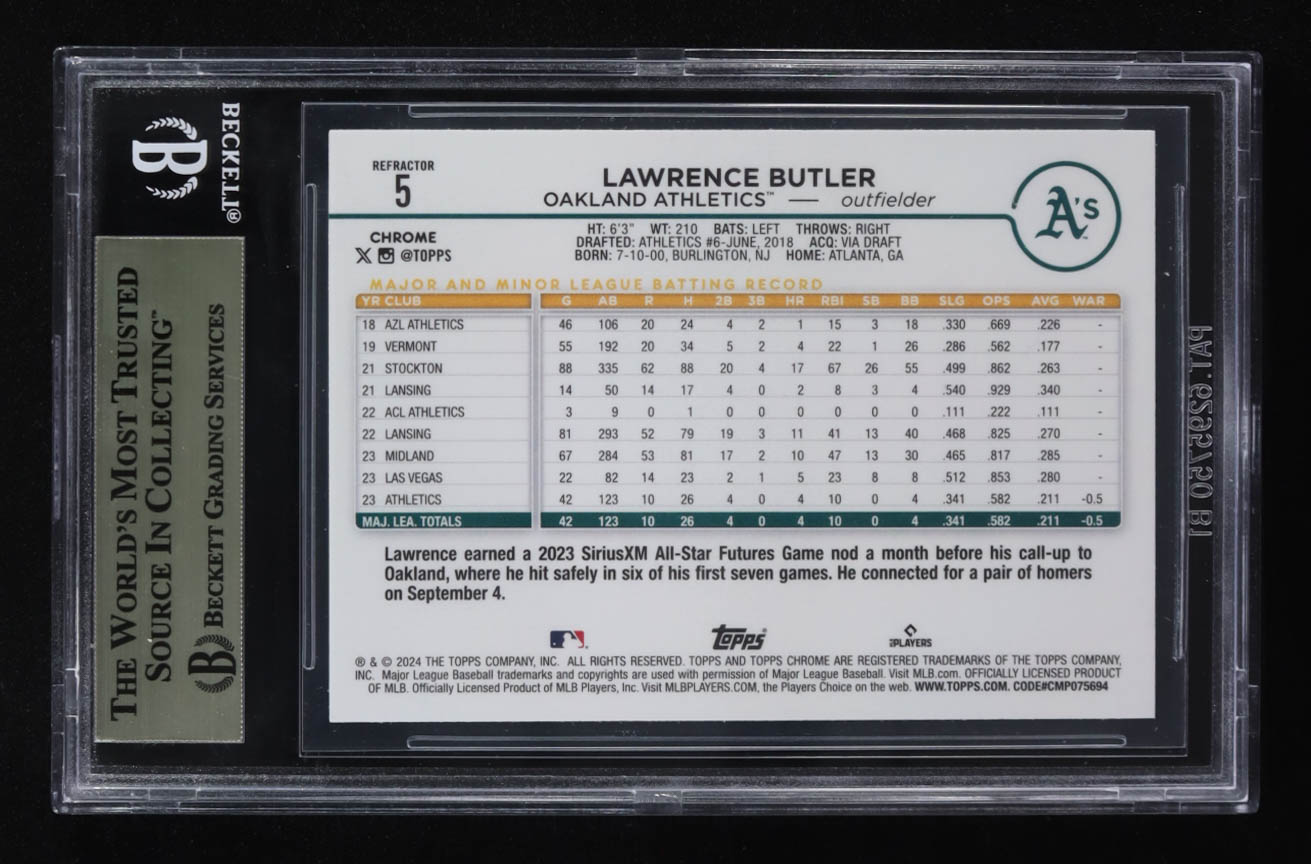 BECKETT®
B
THE WORLD'S MOST TRUSTED
SOURCE IN COLLECTING™
B BECKETT GRADING SERVICES
REFRACTOR
5
LAWRENCE BUTLER
OAKLAND ATHLETICS™ — outfielder
A's
CHROME
X @TOPPS
HT: 6'3" WT: 210 BATS: LEFT THROWS: RIGHT
DRAFTED: ATHLETICS #6-JUNE, 2018 ACQ: VIA DRAFT
BORN: 7-10-00, BURLINGTON, NJ HOME: ATLANTA, GA
MAJOR AND MINOR LEAGUE BATTING RECORD
YR CLUB G AB R H 2B 3B HR RBI SB BB SLG OPS AVG WAR
18 AZL ATHLETICS 46 106 20 24 4 2 1 15 3 18 .330 .669 .226 -
19 VERMONT 55 192 20 34 5 2 4 22 1 26 .286 .562 .177 -
21 STOCKTON 88 335 62 88 20 4 17 67 26 55 .499 .862 .263 -
21 LANSING 14 50 14 17 4 0 2 8 3 4 .540 .929 .340 -
22 ACL ATHLETICS 3 9 0 1 0 0 0 0 0 0 .111 .222 .111 -
22 LANSING 81 293 52 79 19 3 11 41 13 40 .468 .825 .270 -
23 MIDLAND 67 284 53 81 17 2 10 47 13 30 .465 .817 .285 -
23 LAS VEGAS 22 82 14 23 2 1 5 23 8 8 .512 .853 .280 -
23 ATHLETICS 42 123 10 26 4 0 4 10 0 4 .341 .582 .211 -0.5
MAJ. LEA. TOTALS 42 123 10 26 4 0 4 10 0 4 .341 .582 .211 -0.5
Lawrence earned a 2023 SiriusXM All-Star Futures Game nod a month before his call-up to
Oakland, where he hit safely in six of his first seven games. He connected for a pair of homers
on September 4.
Topps®
PLAYERS
® & © 2024 THE TOPPS COMPANY, INC. ALL RIGHTS RESERVED. TOPPS AND TOPPS CHROME ARE REGISTERED TRADEMARKS OF THE TOPPS COMPANY,
INC. Major League Baseball trademarks and copyrights are used with permission of Major League Baseball. Visit MLB.com. OFFICIALLY LICENSED PRODUCT
OF MLB. Officially Licensed Product of MLB Players, Inc. Visit MLBPLAYERS.COM, the Players Choice on the web. WWW.TOPPS.COM. CODE#CMP075694
PAT. 6295750 B1